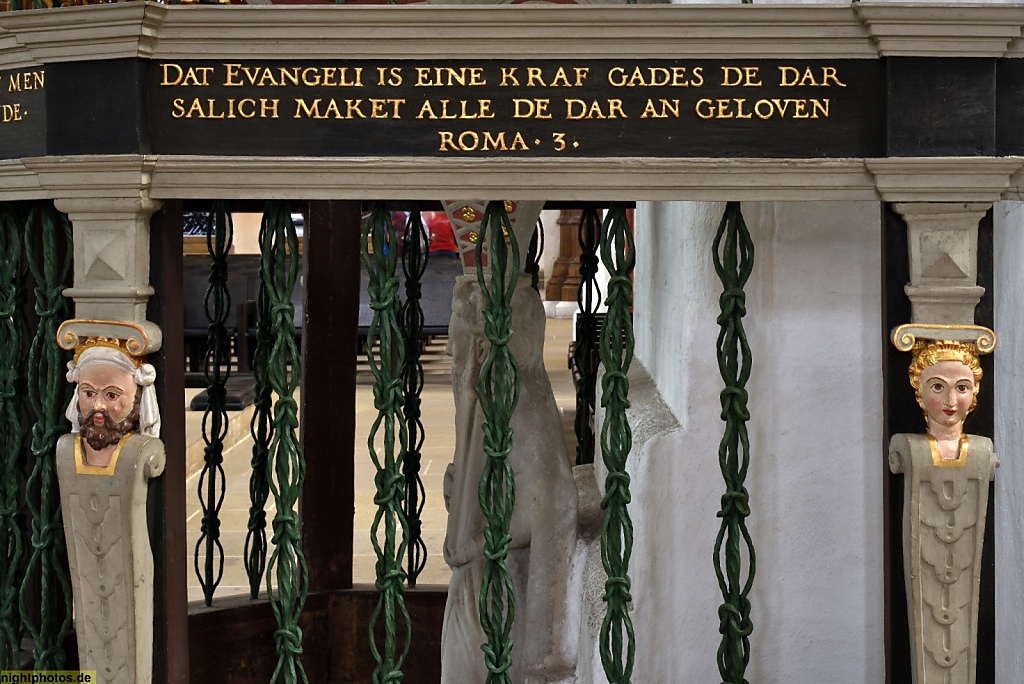 MEN
DE·
DAT EVANGELI IS EINE KRAF GADES DE DAR
SALICH MAKET ALLE DE DAR AN GELOVEN
ROMA · 3 ·
nightphotos.de